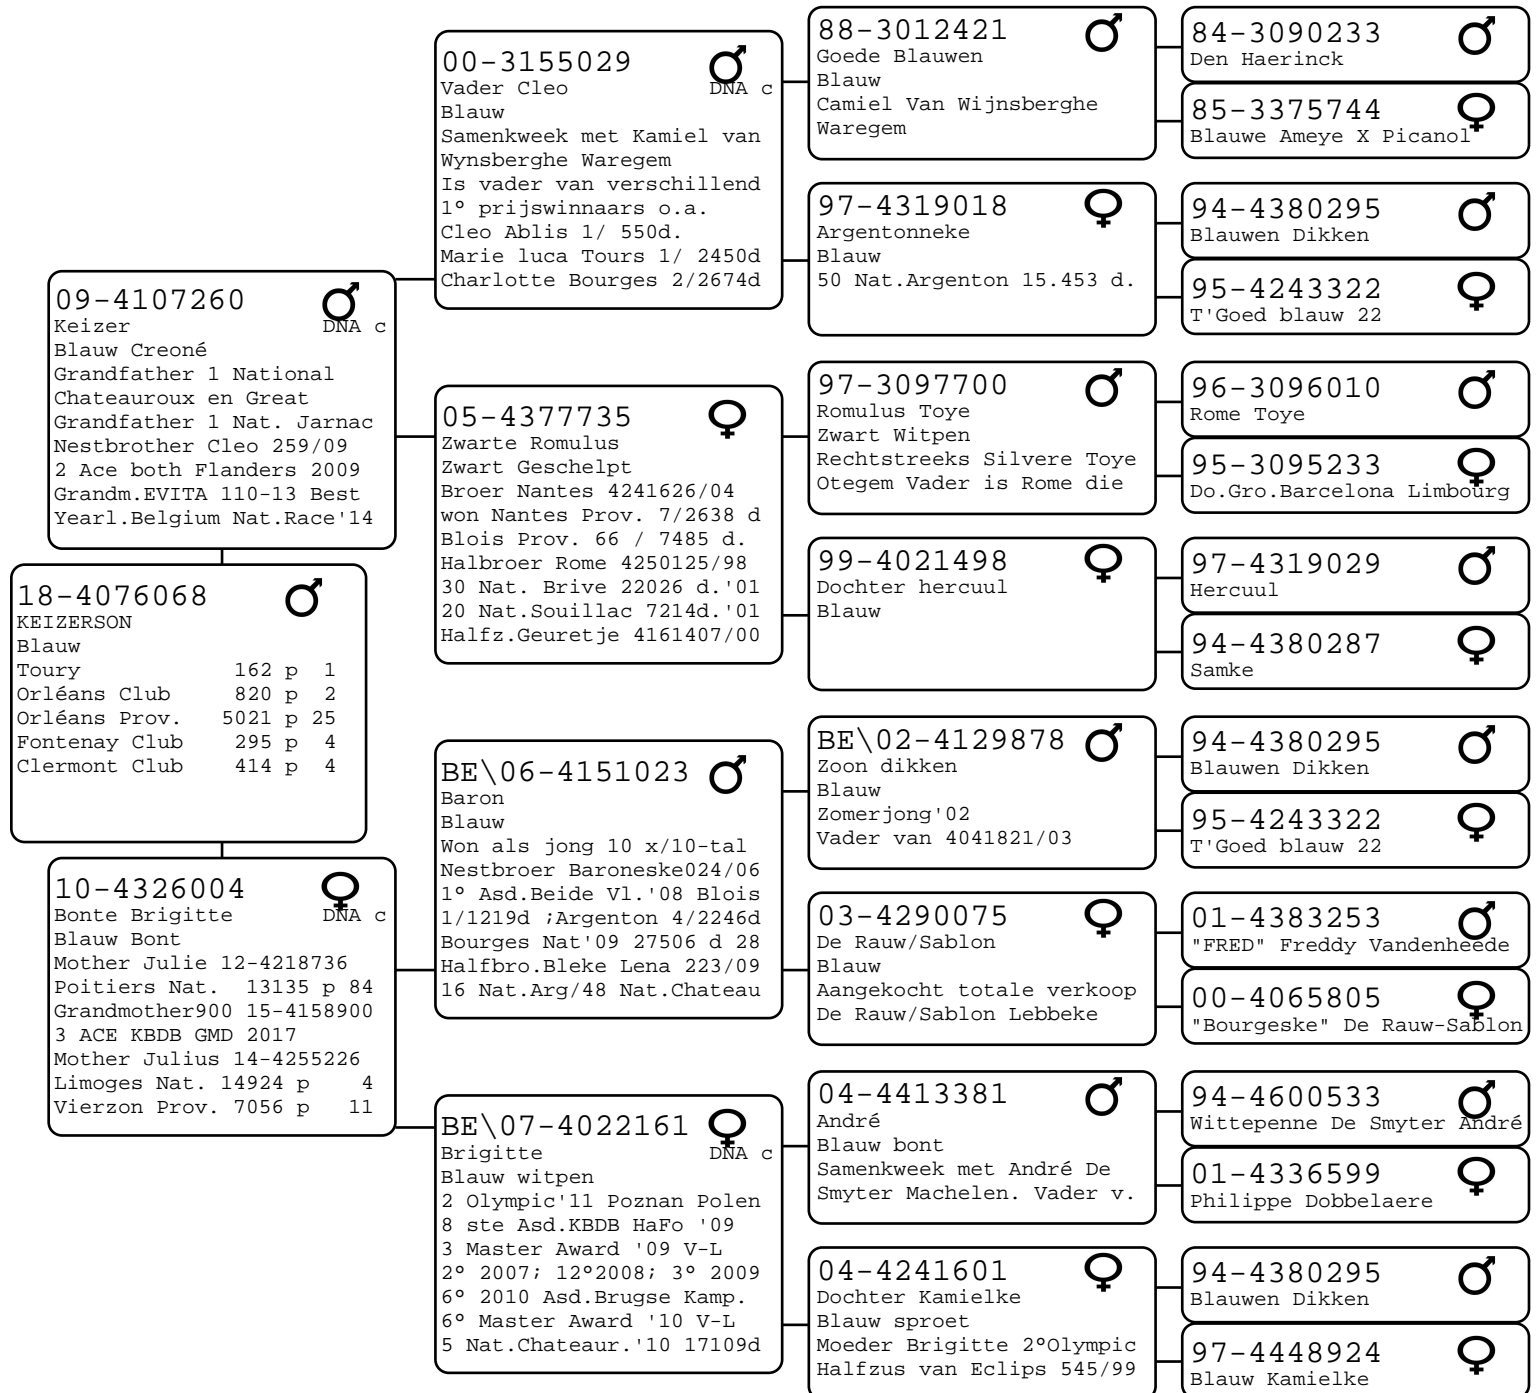 18-4076068
KEIZERSON
Blauw
Toury 162 p 1
Orléans Club 820 p 2
Orléans Prov. 5021 p 25
Fontenay Club 295 p 4
Clermont Club 414 p 4
09-4107260
Keizer DNA c
Blauw Creoné
Grandfather 1 National
Chateauroux en Great
Grandfather 1 Nat. Jarnac
Nestbrother Cleo 259/09
2 Ace both Flanders 2009
Grandm.EVITA 110-13 Best
Yearl.Belgium Nat.Race'14
10-4326004
Bonte Brigitte DNA c
Blauw Bont
Mother Julie 12-4218736
Poitiers Nat. 13135 p 84
Grandmother900 15-4158900
3 ACE KBDB GMD 2017
Mother Julius 14-4255226
Limoges Nat. 14924 p 4
Vierzon Prov. 7056 p 11
00-3155029
Vader Cleo DNA c
Blauw
Samenkweek met Kamiel van
Wynsberghe Waregem
Is vader van verschillend
1° prijswinnaars o.a.
Cleo Ablis 1/ 550d.
Marie luca Tours 1/ 2450d
Charlotte Bourges 2/2674d
05-4377735
Zwarte Romulus
Zwart Geschelpt
Broer Nantes 4241626/04
won Nantes Prov. 7/2638 d
Blois Prov. 66 / 7485 d.
Halbroer Rome 4250125/98
30 Nat. Brive 22026 d.'01
20 Nat.Souillac 7214d.'01
Halfz.Geuretje 4161407/00
BE\06-4151023
Baron
Blauw
Won als jong 10 x/10-tal
Nestbroer Baroneske024/06
1° Asd.Beide Vl.'08 Blois
1/1219d ;Argenton 4/2246d
Bourges Nat'09 27506 d 28
Halfbro.Bleke Lena 223/09
16 Nat.Arg/48 Nat.Chateau
BE\07-4022161
Brigitte DNA c
Blauw witpen
2 Olympic'11 Poznan Polen
8 ste Asd.KBDB HaFo '09
3 Master Award '09 V-L
2° 2007; 12°2008; 3° 2009
6° 2010 Asd.Brugse Kamp.
6° Master Award '10 V-L
5 Nat.Chateaur.'10 17109d
88-3012421
Goede Blauwen
Blauw
Camiel Van Wijnsberghe
Waregem
97-4319018
Argentonneke
Blauw
50 Nat.Argenton 15.453 d.
97-3097700
Romulus Toye
Zwart Witpen
Rechtstreeks Silvere Toye
Otegem Vader is Rome die
99-4021498
Dochter hercuul
Blauw
BE\02-4129878
Zoon dikken
Blauw
Zomerjong'02
Vader van 4041821/03
03-4290075
De Rauw/Sablon
Blauw
Aangekocht totale verkoop
De Rauw/Sablon Lebbeke
04-4413381
André
Blauw bont
Samenkweek met André De
Smyter Machelen. Vader v.
04-4241601
Dochter Kamielke
Blauw sproet
Moeder Brigitte 2°Olympic
Halfzus van Eclips 545/99
84-3090233
Den Haerinck
85-3375744
Blauwe Ameye X Picanol
94-4380295
Blauwen Dikken
95-4243322
T'Goed blauw 22
96-3096010
Rome Toye
95-3095233
Do.Gro.Barcelona Limbourg
97-4319029
Hercuul
94-4380287
Samke
94-4380295
Blauwen Dikken
95-4243322
T'Goed blauw 22
01-4383253
"FRED" Freddy Vandenheede
00-4065805
"Bourgeske" De Rauw-Sablon
94-4600533
Wittepenne De Smyter André
01-4336599
Philippe Dobbelaere
94-4380295
Blauwen Dikken
97-4448924
Blauw Kamielke